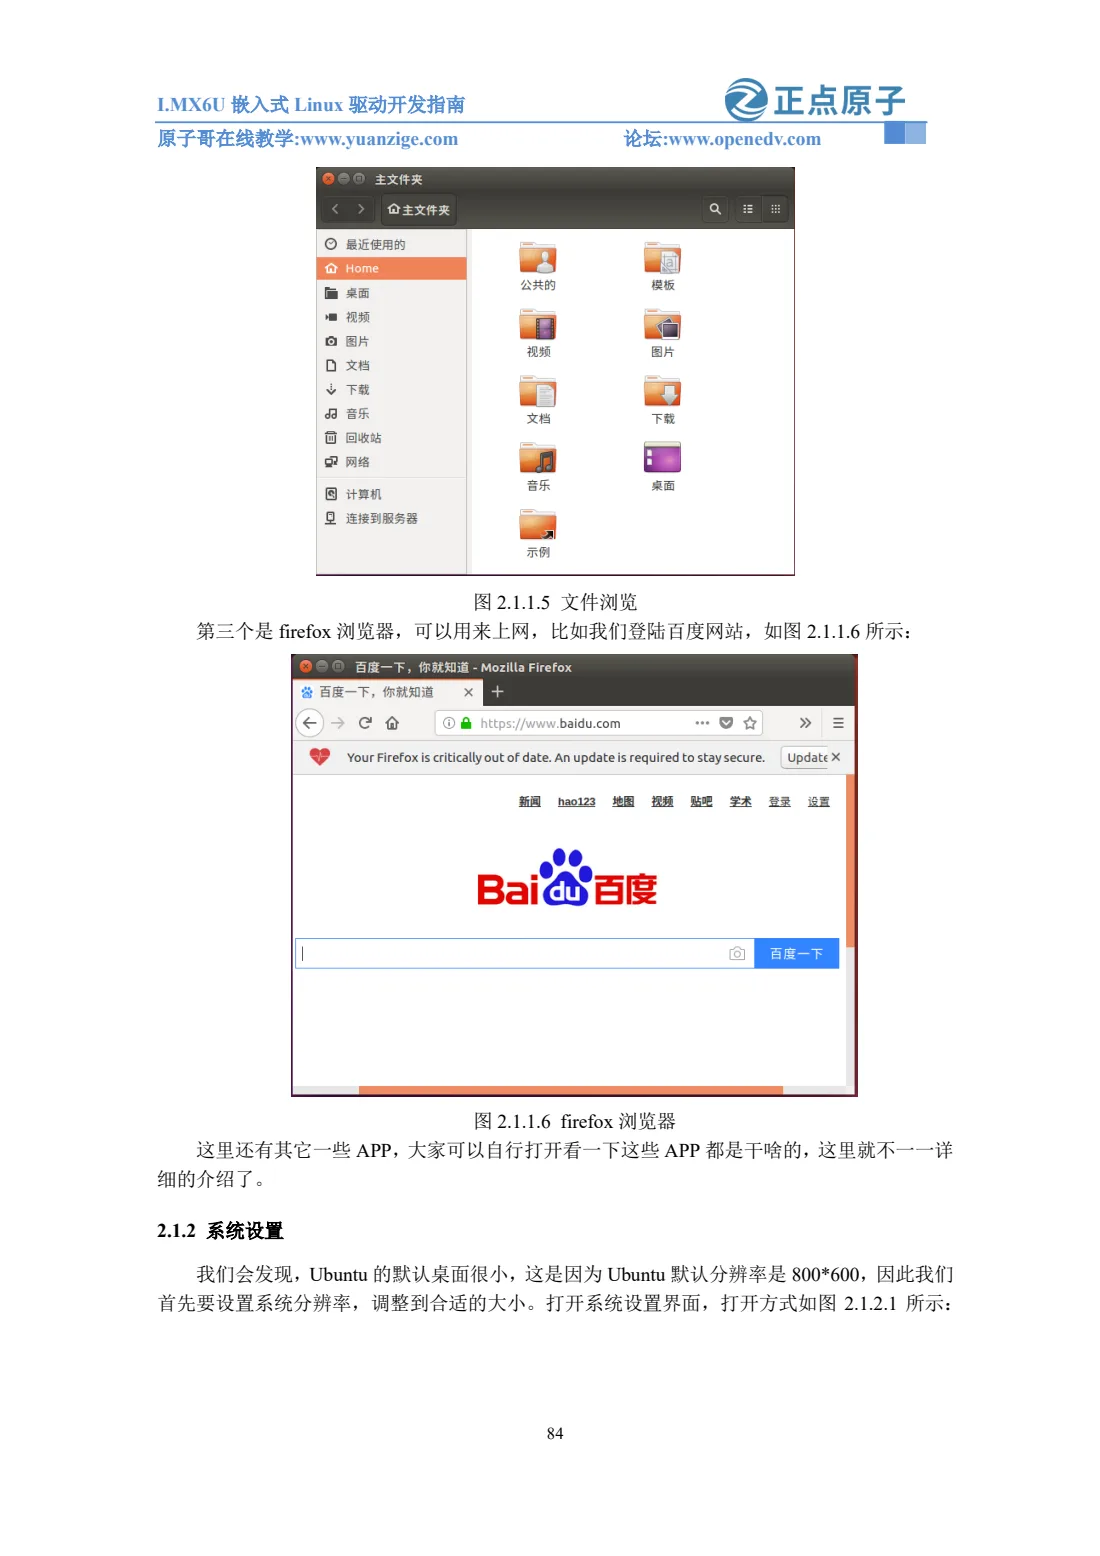 I.MX6U 嵌入式 Linux 驱动开发指南
正点原子
原子哥在线教学:www.yuanzige.com 论坛:www.openedv.com
主文件夹
主文件夹
最近使用的
Home
桌面
视频
图片
文档
下载
音乐
回收站
网络
计算机
连接到服务器
公共的 模板
视频 图片
文档 下载
音乐 桌面
示例
图 2.1.1.5 文件浏览
第三个是 firefox 浏览器，可以用来上网，比如我们登陆百度网站，如图 2.1.1.6 所示：
百度一下，你就知道 - Mozilla Firefox
百度一下，你就知道
https://www.baidu.com
Your Firefox is critically out of date. An update is required to stay secure. Update
新闻 hao123 地图 视频 贴吧 学术 登录 设置
Baidu百度
百度一下
图 2.1.1.6 firefox 浏览器
这里还有其它一些 APP，大家可以自行打开看一下这些 APP 都是干啥的，这里就不一一详
细的介绍了。
2.1.2 系统设置
我们会发现，Ubuntu 的默认桌面很小，这是因为 Ubuntu 默认分辨率是 800*600，因此我们
首先要设置系统分辨率，调整到合适的大小。打开系统设置界面，打开方式如图 2.1.2.1 所示：
84